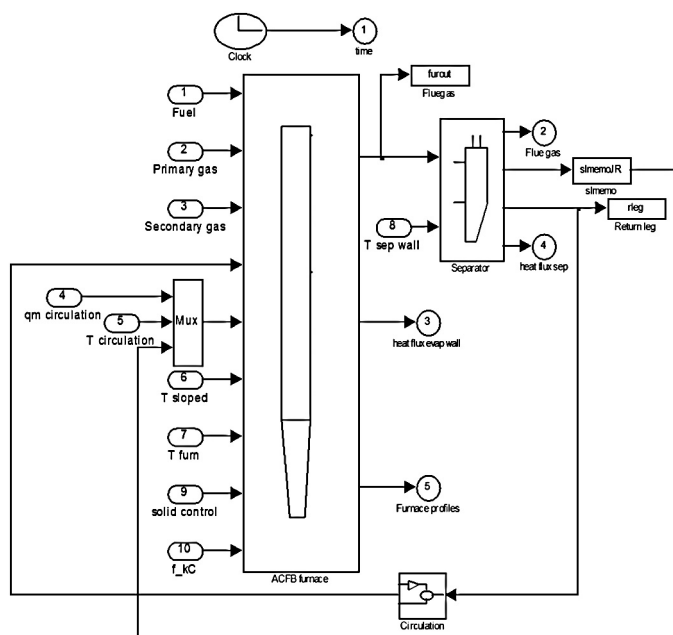 Clock
1
time
1
Fuel
2
Primary gas
3
Secondary gas
4
qm circulation
5
T circulation
Mux
6
T sloped
7
T furn
9
solid control
10
f_kC
ACFB furnace
furout
Fluegas
8
T sep wall
Separator
2
Flue gas
slmemoJR
slmemo
rleg
Return leg
4
heat flux sep
3
heat flux evap wall
5
Furnace profiles
Circulation